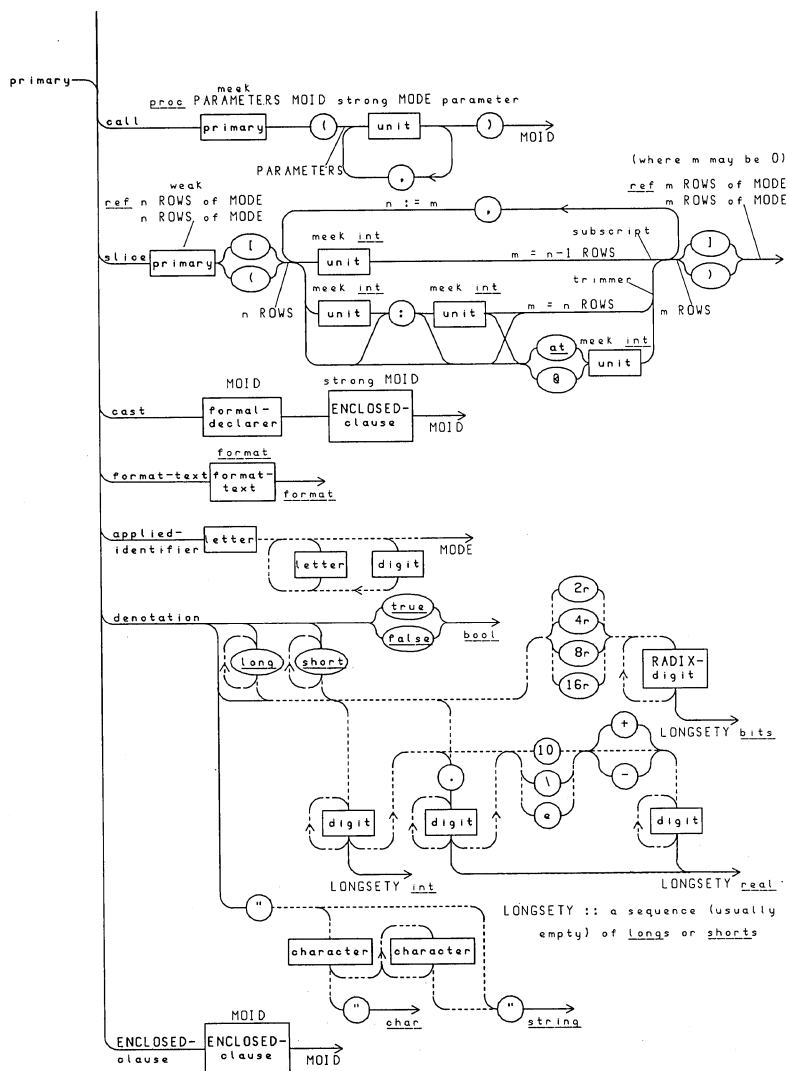 primary
meek
proc PARAMETERS MOID strong MODE parameter
call primary ( unit ) MOID
PARAMETERS ,
(where m may be 0)
weak
ref n ROWS of MODE
n ROWS of MODE
ref m ROWS of MODE
m ROWS of MODE
n := m ,
slice primary [ ( n ROWS
meek int
unit m = n-1 ROWS
subscript
] )
trimmer
meek int meek int
unit : unit m = n ROWS
m ROWS
at @
meek int
unit
MOID strong MOID
cast formal-
declarer
ENCLOSED-
clause
MOID
format
format-text format-
text
format
applied-
identifier
letter MODE
letter digit
denotation
true
false
bool
long short
2r
4r
8r
16r
RADIX-
digit
LONGSETY bits
10
\
e
+
-
.
digit digit digit
LONGSETY int
LONGSETY real
LONGSETY :: a sequence (usually
empty) of longs or shorts
"
character character
" char
" string
MOID
ENCLOSED-
clause
ENCLOSED-
clause
MOID